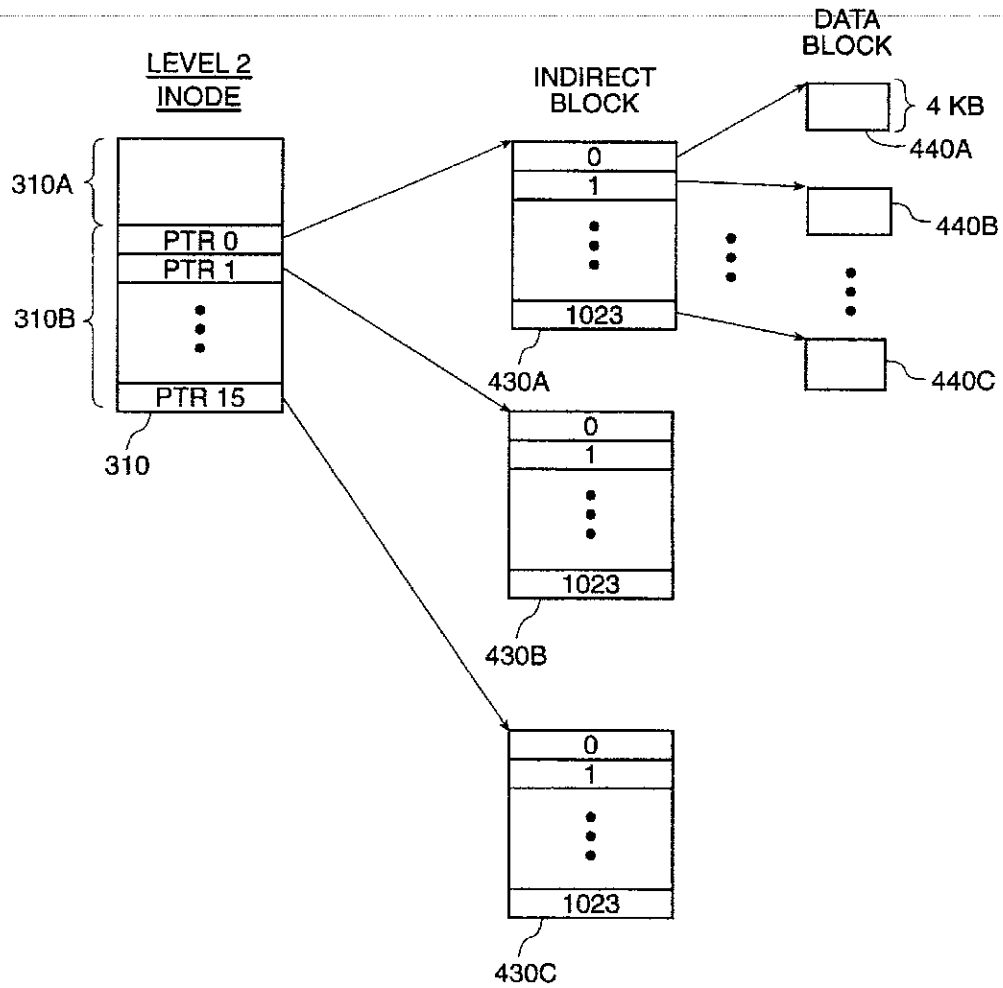 LEVEL 2
INODE
310A
PTR 0
PTR 1
310B
PTR 15
310
INDIRECT
BLOCK
0
1
1023
430A
0
1
1023
430B
0
1
1023
430C
DATA
BLOCK
4 KB
440A
440B
440C